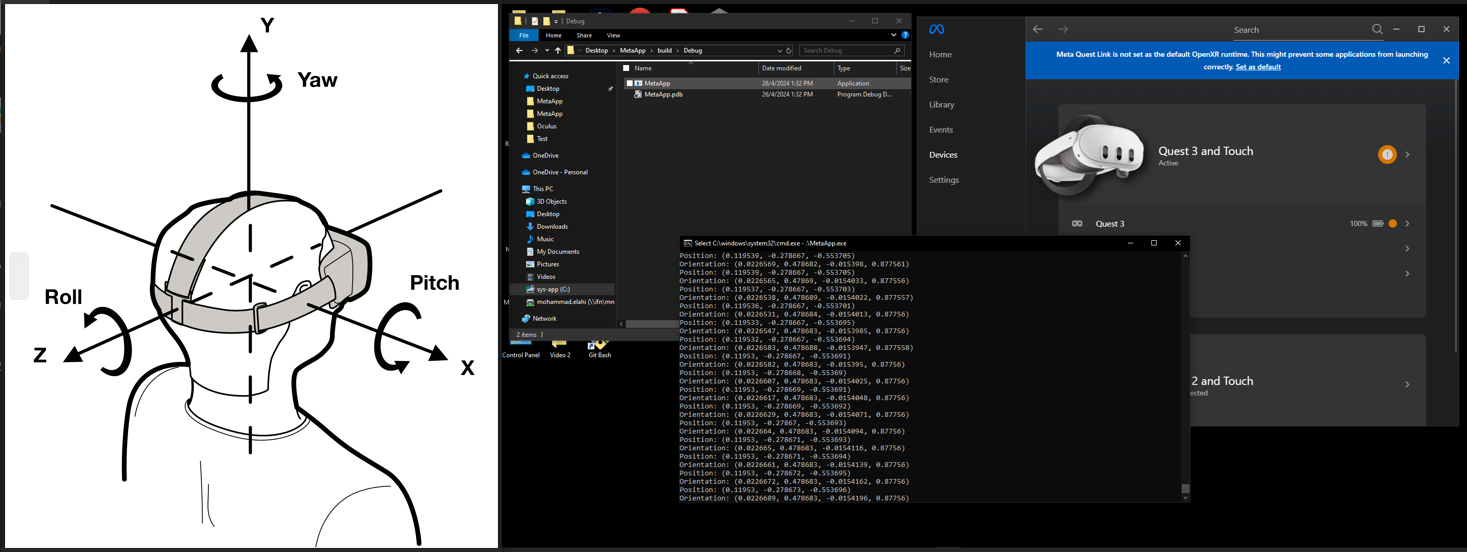 Y
Yaw
Pitch
Roll
Z
X
Debug
File
Home
Share
View
Desktop
MetaApp
build
Debug
Search Debug
Name
Date modified
Type
Size
MetaApp
26/4/2024 1:32 PM
Application
MetaApp.pdb
26/4/2024 1:32 PM
Program Debug D...
Quick access
Desktop
MetaApp
MetaApp
Oculus
Test
OneDrive
OneDrive - Personal
This PC
3D Objects
Desktop
Downloads
Music
My Documents
Pictures
Videos
sys-app (C:)
mohammad.elahi (\\ifn\mn
Network
2 items
Control Panel
Video 2
Git Bash
Select C:\windows\system32\cmd.exe - .\MetaApp.exe
Position: (0.119539, -0.278667, -0.553705)
Orientation: (0.0226569, 0.478682, -0.015398, 0.877561)
Position: (0.119539, -0.278667, -0.553705)
Orientation: (0.0226565, 0.47869, -0.0154033, 0.877556)
Position: (0.119537, -0.278667, -0.553703)
Orientation: (0.0226538, 0.478689, -0.0154022, 0.877557)
Position: (0.119536, -0.278667, -0.553701)
Orientation: (0.0226531, 0.478684, -0.0154013, 0.87756)
Position: (0.119533, -0.278667, -0.553695)
Orientation: (0.0226547, 0.478683, -0.0153985, 0.87756)
Position: (0.119532, -0.278667, -0.553694)
Orientation: (0.0226583, 0.478688, -0.0153947, 0.877558)
Position: (0.11953, -0.278667, -0.553691)
Orientation: (0.0226582, 0.478683, -0.015395, 0.87756)
Position: (0.11953, -0.278668, -0.55369)
Orientation: (0.0226607, 0.478683, -0.0154025, 0.87756)
Position: (0.11953, -0.278669, -0.553691)
Orientation: (0.0226617, 0.478683, -0.0154048, 0.87756)
Position: (0.11953, -0.278669, -0.553692)
Orientation: (0.0226629, 0.478683, -0.0154071, 0.87756)
Position: (0.11953, -0.27867, -0.553693)
Orientation: (0.022664, 0.478683, -0.0154094, 0.87756)
Position: (0.11953, -0.278671, -0.553693)
Orientation: (0.022665, 0.478683, -0.0154116, 0.87756)
Position: (0.11953, -0.278671, -0.553694)
Orientation: (0.0226661, 0.478683, -0.0154139, 0.87756)
Position: (0.11953, -0.278672, -0.553695)
Orientation: (0.0226672, 0.478683, -0.0154162, 0.87756)
Position: (0.11953, -0.278673, -0.553696)
Orientation: (0.0226689, 0.478683, -0.0154196, 0.87756)
Search
Meta Quest Link is not set as the default OpenXR runtime. This might prevent some applications from launching
correctly. Set as default
Home
Store
Library
Events
Devices
Settings
Quest 3 and Touch
Active
Quest 3
100%
2 and Touch
ected